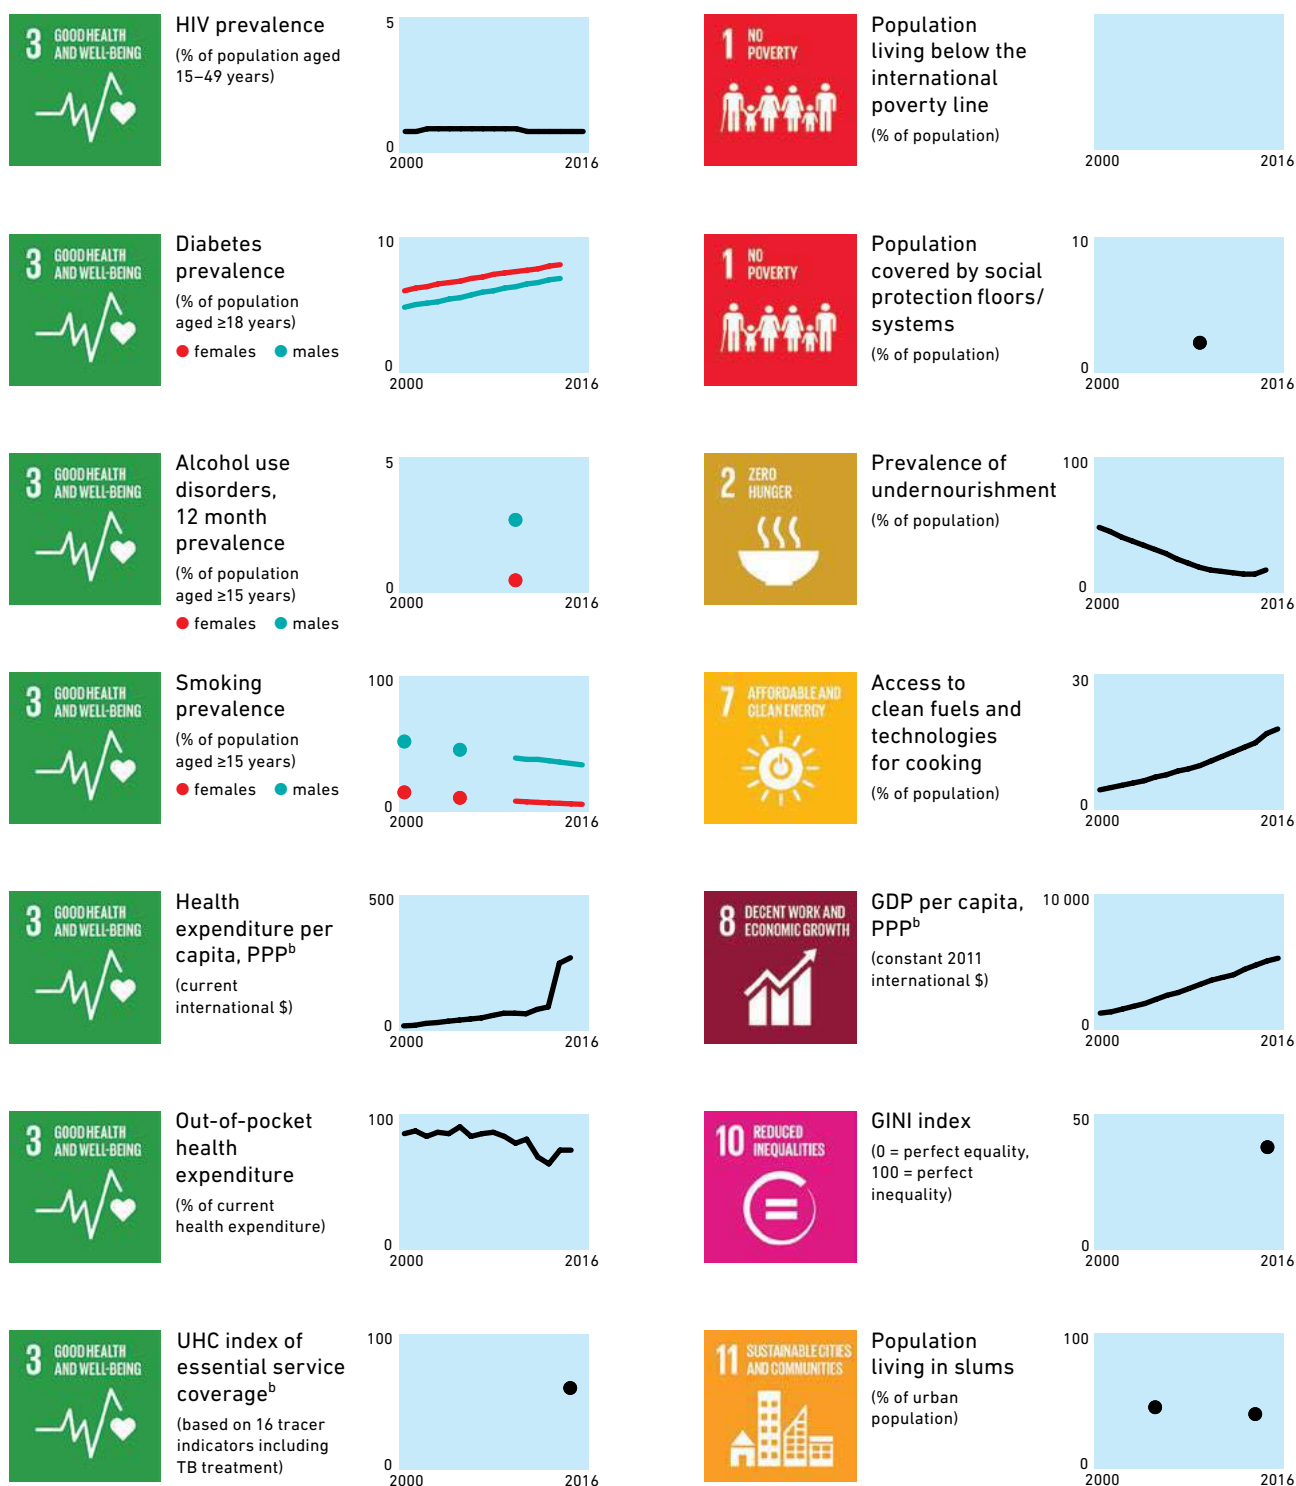 3 GOOD HEALTH
AND WELL-BEING
HIV prevalence
(% of population aged
15–49 years)
5
0
2000 2016
3 GOOD HEALTH
AND WELL-BEING
Diabetes
prevalence
(% of population
aged ≥18 years)
females males
10
0
2000 2016
3 GOOD HEALTH
AND WELL-BEING
Alcohol use
disorders,
12 month
prevalence
(% of population
aged ≥15 years)
females males
5
0
2000 2016
3 GOOD HEALTH
AND WELL-BEING
Smoking
prevalence
(% of population
aged ≥15 years)
females males
100
0
2000 2016
3 GOOD HEALTH
AND WELL-BEING
Health
expenditure per
capita, PPPb
(current
international $)
500
0
2000 2016
3 GOOD HEALTH
AND WELL-BEING
Out-of-pocket
health
expenditure
(% of current
health expenditure)
100
0
2000 2016
3 GOOD HEALTH
AND WELL-BEING
UHC index of
essential service
coverageb
(based on 16 tracer
indicators including
TB treatment)
100
0
2000 2016
1 NO
POVERTY
Population
living below the
international
poverty line
(% of population)
2000 2016
1 NO
POVERTY
Population
covered by social
protection floors/
systems
(% of population)
10
0
2000 2016
2 ZERO
HUNGER
Prevalence of
undernourishment
(% of population)
100
0
2000 2016
7 AFFORDABLE AND
CLEAN ENERGY
Access to
clean fuels and
technologies
for cooking
(% of population)
30
0
2000 2016
8 DECENT WORK AND
ECONOMIC GROWTH
GDP per capita,
PPPb
(constant 2011
international $)
10 000
0
2000 2016
10 REDUCED
INEQUALITIES
GINI index
(0 = perfect equality,
100 = perfect
inequality)
50
0
2000 2016
11 SUSTAINABLE CITIES
AND COMMUNITIES
Population
living in slums
(% of urban
population)
100
0
2000 2016